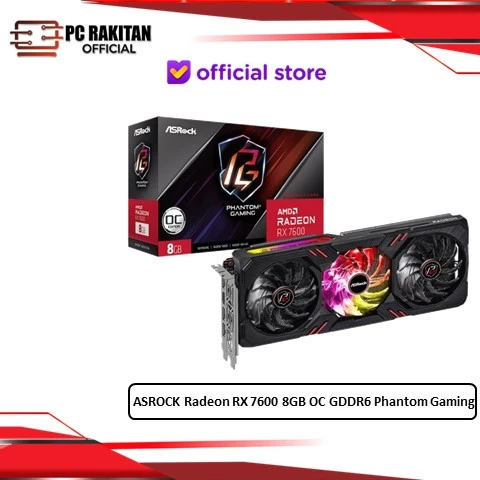 PC RAKITAN
OFFICIAL
official store
ASRock
PHANTOM
GAMING
OC
EDITION
8GB
AMD
RADEON
RX 7600
ASRock
ASROCK Radeon RX 7600 8GB OC GDDR6 Phantom Gaming